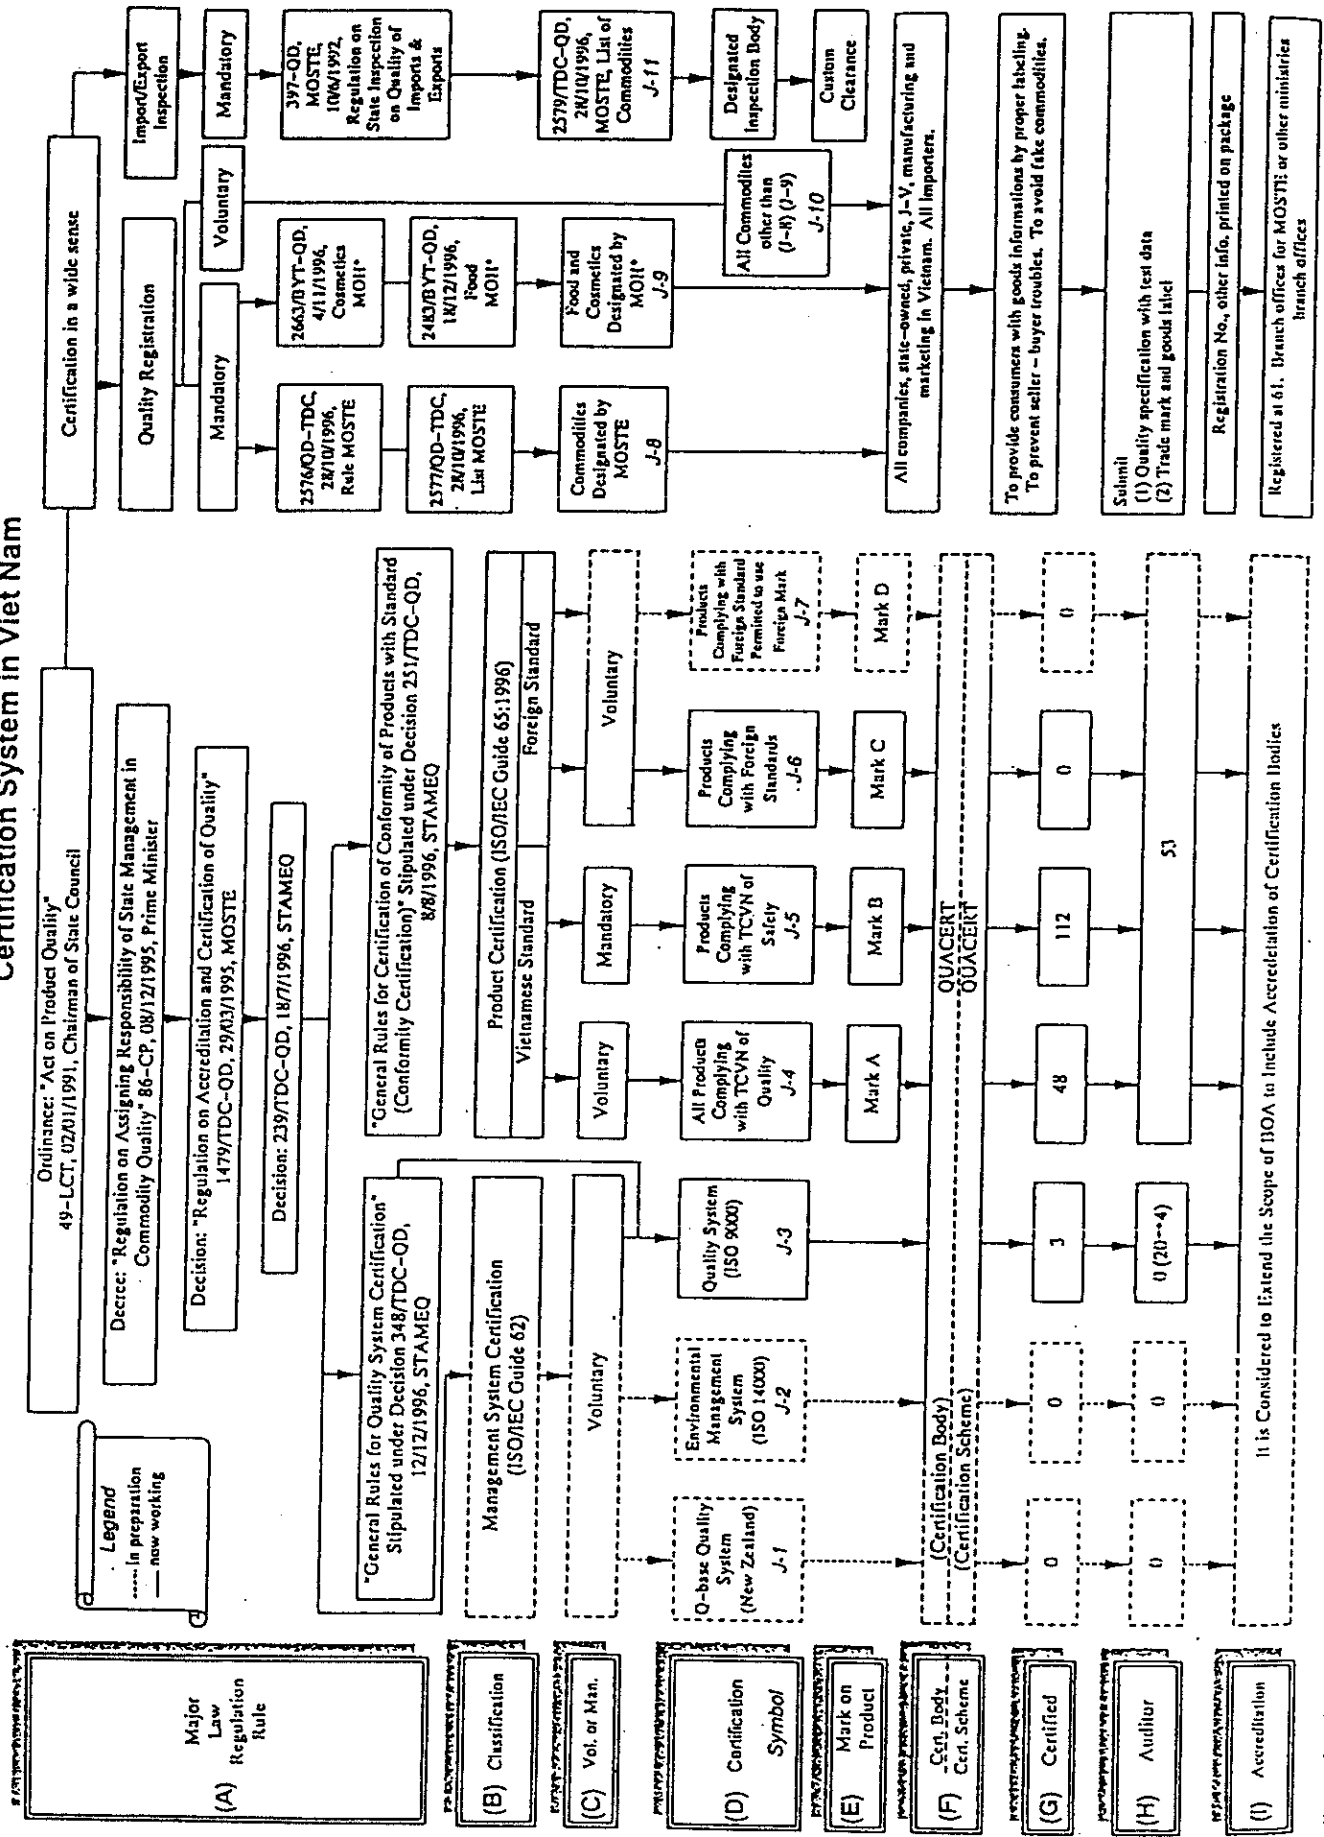 Certification System in Viet Nam
Legend
----- in preparation
—— now working
Ordinance: "Act on Product Quality"
49-LCT, 02/01/1991, Chairman of State Council
Decree: "Regulation on Assigning Responsibility of State Management in
Commodity Quality" 86-CP, 08/12/1995, Prime Minister
Decision: "Regulation on Accreditation and Certification of Quality"
1479/TDC-QD, 29/03/1995, MOSTE
Decision: 239/TDC-QD, 18/7/1996, STAMEQ
"General Rules for Quality System Certification"
Stipulated under Decision 348/TDC-QD,
12/12/1996, STAMEQ
"General Rules for Certification of Conformity of Products with Standard
(Conformity Certification)" Stipulated under Decision 251/TDC-QD,
8/8/1996, STAMEQ
Management System Certification
(ISO/IEC Guide 62)
Product Certification (ISO/IEC Guide 65:1996)
Vietnamese Standard
Foreign Standard
Voluntary
Voluntary
Mandatory
Voluntary
Q-base Quality
System
(New Zealand)
J-1
Environmental
Management
System
(ISO 14000)
J-2
Quality System
(ISO 9000)
J-3
All Products
Complying
with TCVN of
Quality
J-4
Products
Complying
with TCVN of
Safety
J-5
Products
Complying
with Foreign
Standards
J-6
Products
Complying with
Foreign Standard
Permitted to use
Foreign Mark
J-7
Mark A
Mark B
Mark C
Mark D
(Certification Body)
QUACERT
(Certification Scheme)
QUACERT
0
0
3
48
112
0
0
0
0
0 (20→4)
53
It is Considered to Extend the Scope of BOA to Include Accredetation of Certification Bodies
Certification in a wide sense
Quality Registration
Import/Export
Inspection
Mandatory
Voluntary
Mandatory
2576/QD-TDC,
28/10/1996,
Rule MOSTE
2663/BYT-QD,
4/11/1996,
Cosmetics
MOH*
397-QD,
MOSTE,
10/6/1992,
Regulation on
State Inspection
on Quality of
Imports &
Exports
2577/QD-TDC,
28/10/1996,
List MOSTE
2483/BYT-QD,
18/12/1996,
Food
MOH*
2579/TDC-QD,
28/10/1996,
MOSTE, List of
Commodities
J-11
Commodities
Designated by
MOSTE
J-8
Food and
Cosmetics
Designated by
MOH*
J-9
Designated
Inspection Body
All Commodites
other than
(J-8) (J-9)
J-10
Custom
Clearance
All companies, state-owned, private, J-V, manufacturing and
marketing in Vietnam. All Importers.
To provide consumers with goods informations by proper labeling.
To prevent seller - buyer troubles. To avoid fake commodities.
Submit
(1) Quality specification with test data
(2) Trade mark and goods label
Registration No., other info. printed on package
Registered at 61. Branch offices for MOSTE or other ministries
branch offices
Major
Law
Regulation
Rule
(A)
(B) Classification
(C) Vol. or Man.
(D) Certification
Symbol
(E) Mark on
Product
(F) Cert. Body
Cert. Scheme
(G) Certified
(H) Auditor
(I) Accreditation